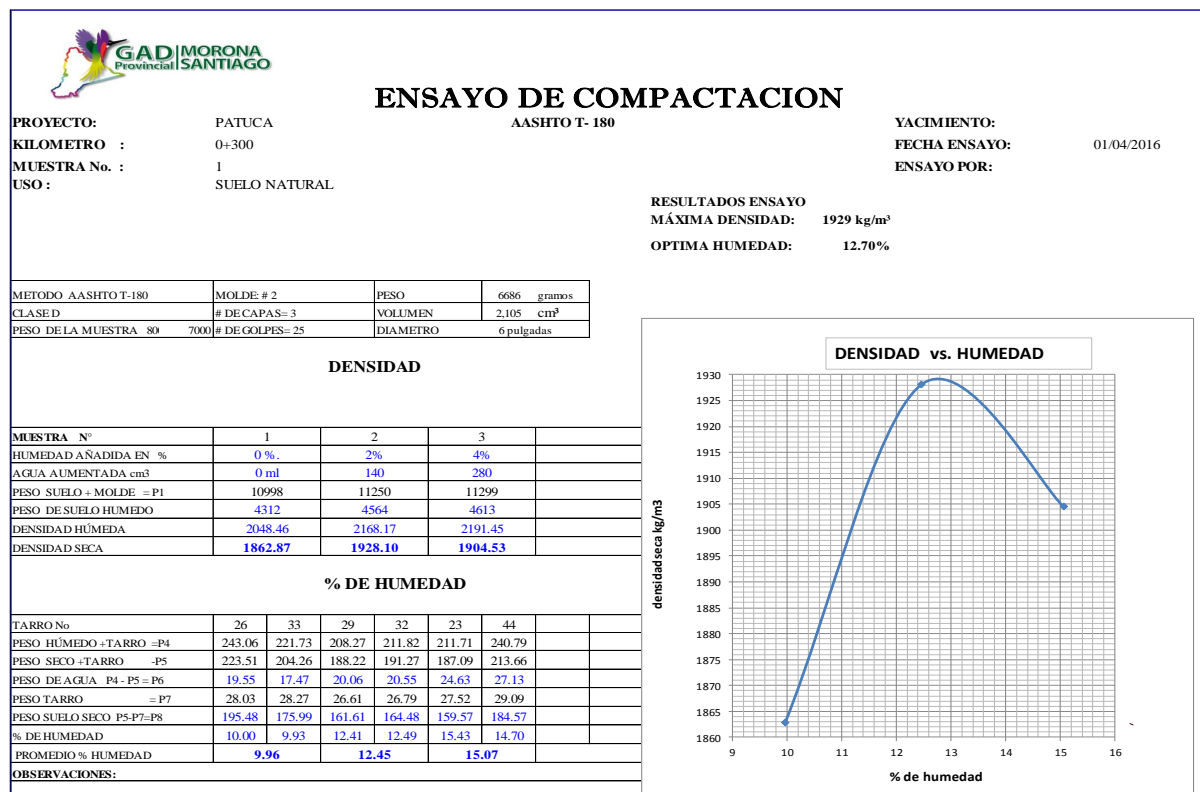 GAD MORONA
Provincial SANTIAGO
ENSAYO DE COMPACTACION
PROYECTO: PATUCA AASHTO T- 180 YACIMIENTO:
KILOMETRO : 0+300 FECHA ENSAYO: 01/04/2016
MUESTRA No. : 1 ENSAYO POR:
USO : SUELO NATURAL
RESULTADOS ENSAYO
MÁXIMA DENSIDAD: 1929 kg/m³
OPTIMA HUMEDAD: 12.70%
METODO AASHTO T-180 MOLDE: # 2 PESO 6686 gramos
CLASE D # DE CAPAS= 3 VOLUMEN 2,105 cm³
PESO DE LA MUESTRA 80 7000 # DE GOLPES= 25 DIAMETRO 6 pulgadas
DENSIDAD
MUESTRA N° 1 2 3
HUMEDAD AÑADIDA EN % 0 %. 2% 4%
AGUA AUMENTADA cm3 0 ml 140 280
PESO SUELO + MOLDE = P1 10998 11250 11299
PESO DE SUELO HUMEDO 4312 4564 4613
DENSIDAD HÚMEDA 2048.46 2168.17 2191.45
DENSIDAD SECA 1862.87 1928.10 1904.53
% DE HUMEDAD
TARRO No 26 33 29 32 23 44
PESO HÚMEDO +TARRO =P4 243.06 221.73 208.27 211.82 211.71 240.79
PESO SECO +TARRO -P5 223.51 204.26 188.22 191.27 187.09 213.66
PESO DE AGUA P4 - P5 = P6 19.55 17.47 20.06 20.55 24.63 27.13
PESO TARRO = P7 28.03 28.27 26.61 26.79 27.52 29.09
PESO SUELO SECO P5-P7=P8 195.48 175.99 161.61 164.48 159.57 184.57
% DE HUMEDAD 10.00 9.93 12.41 12.49 15.43 14.70
PROMEDIO % HUMEDAD 9.96 12.45 15.07
OBSERVACIONES:
DENSIDAD vs. HUMEDAD
densidad seca kg/m3
1930
1925
1920
1915
1910
1905
1900
1895
1890
1885
1880
1875
1870
1865
1860
9 10 11 12 13 14 15 16
% de humedad